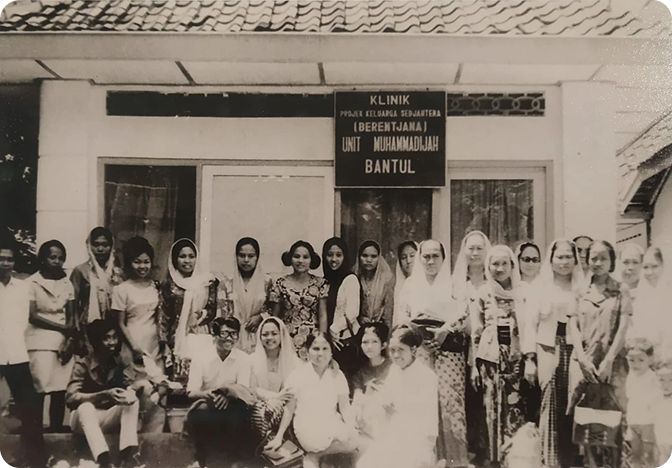 KLINIK
PROJEK KELUARGA SEDJAHTERA
(BERENTJANA)
UNIT MUHAMMADIJAH
BANTUL